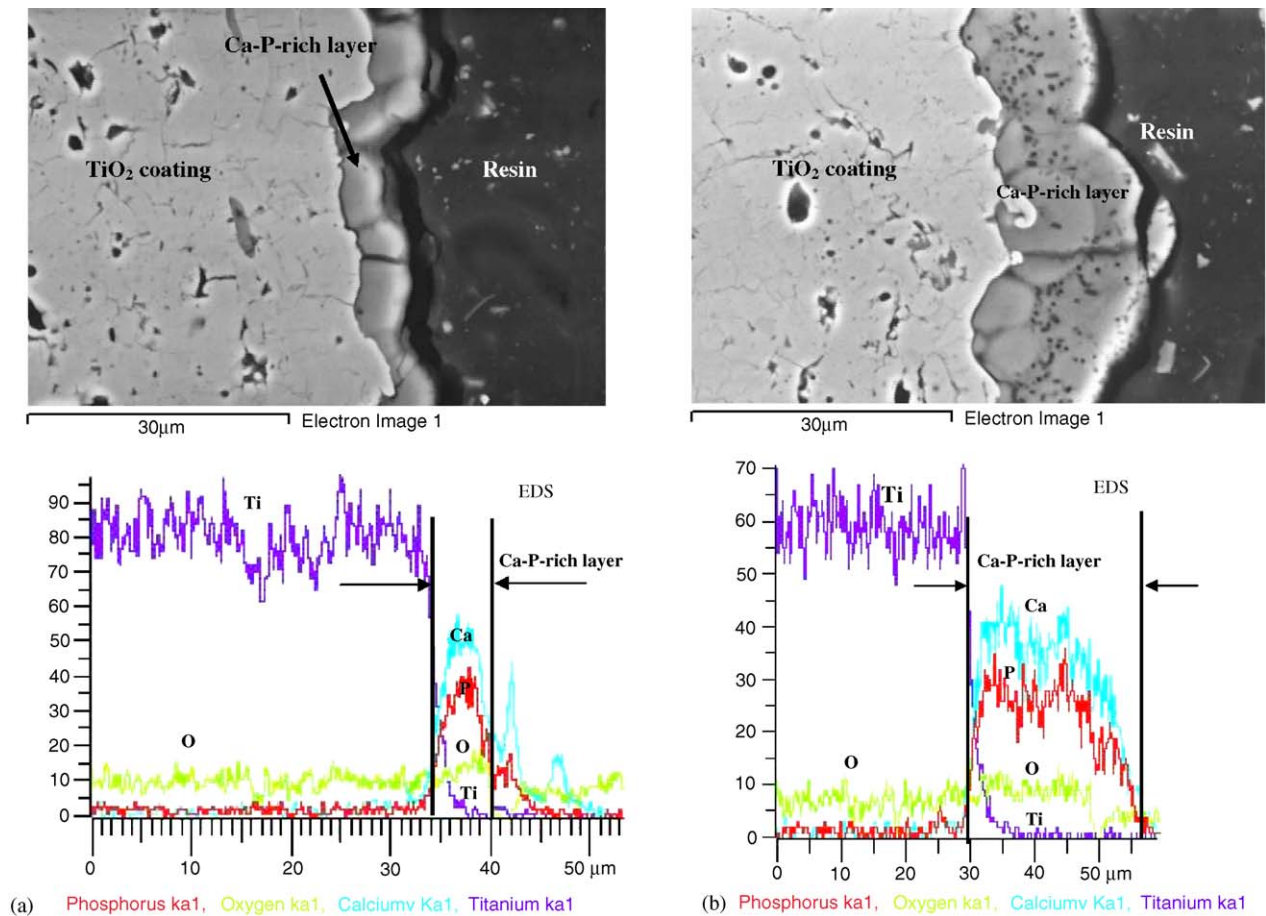 Ca-P-rich layer
TiO₂ coating
Resin
30μm
Electron Image 1
Resin
TiO₂ coating
Ca-P-rich layer
30μm
Electron Image 1
90
80
70
60
50
40
30
20
10
0
Ti
EDS
Ca-P-rich layer
Ca
P
O
O
Ti
0 10 20 30 40 50 μm
(a) Phosphorus ka1, Oxygen ka1, Calciumv Ka1, Titanium ka1
70
60
50
40
30
20
10
0
Ti
EDS
Ca-P-rich layer
Ca
P
O
O
Ti
0 10 20 30 40 50 μm
(b) Phosphorus ka1, Oxygen ka1, Calciumv Ka1, Titanium ka1